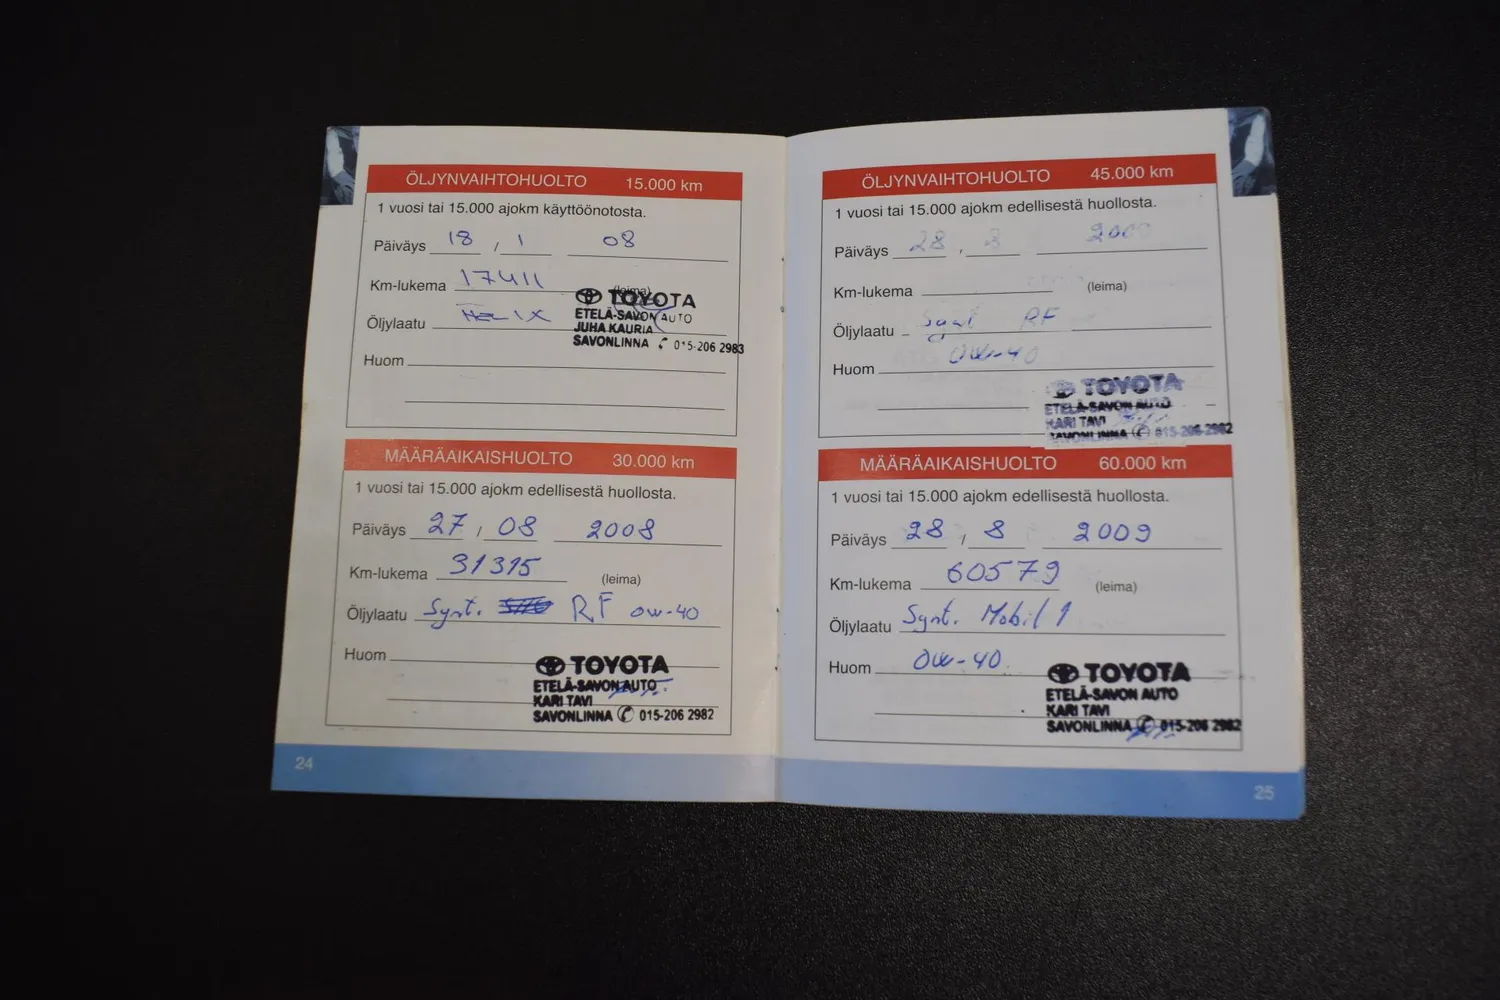 ÖLJYNVAIHTOHUOLTO 15.000 km
1 vuosi tai 15.000 ajokm käyttöönotosta.
Päiväys 18 / 1 08
Km-lukema 17411 (leima)
Öljylaatu HELIX
Huom
TOYOTA
ETELÄ-SAVON AUTO
JUHA KAURIA
SAVONLINNA 015-206 2983
MÄÄRÄAIKAISHUOLTO 30.000 km
1 vuosi tai 15.000 ajokm edellisestä huollosta.
Päiväys 27 / 08 2008
Km-lukema 31315 (leima)
Öljylaatu Synt. RF 0W-40
Huom
TOYOTA
ETELÄ-SAVON AUTO
KARI TAVI
SAVONLINNA 015-206 2982
24
ÖLJYNVAIHTOHUOLTO 45.000 km
1 vuosi tai 15.000 ajokm edellisestä huollosta.
Päiväys 28
Km-lukema (leima)
Öljylaatu Synt RF
Huom 0W-40
TOYOTA
ETELÄ-SAVON AUTO
KARI TAVI
SAVONLINNA 015-206 2982
MÄÄRÄAIKAISHUOLTO 60.000 km
1 vuosi tai 15.000 ajokm edellisestä huollosta.
Päiväys 28 / 8 2009
Km-lukema 60579 (leima)
Öljylaatu Synt. Mobil 1
Huom 0W-40
TOYOTA
ETELÄ-SAVON AUTO
KARI TAVI
SAVONLINNA 015-206 2982
25